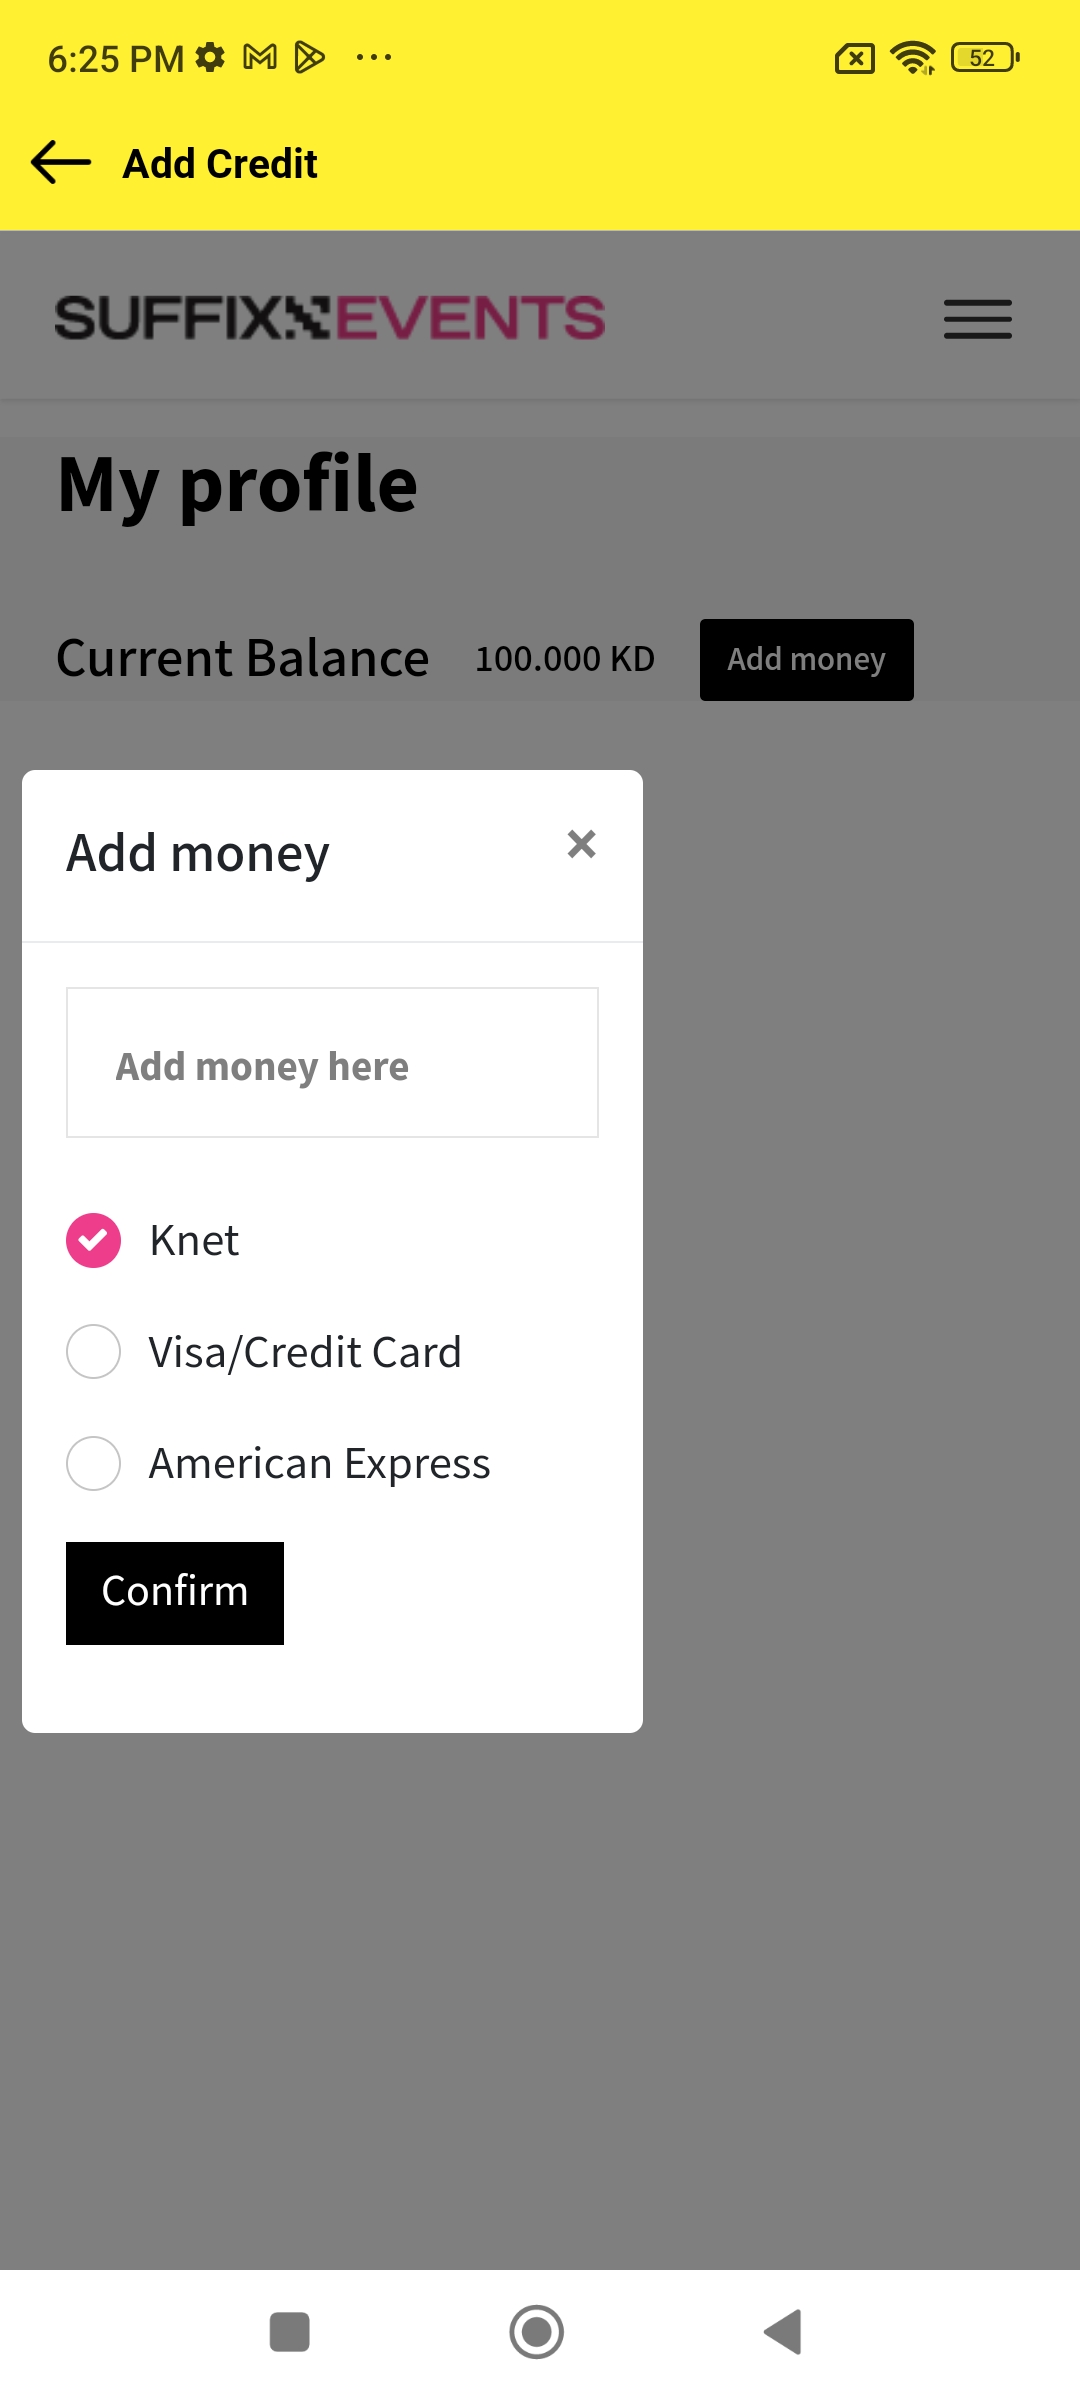 6:25 PM
52
Add Credit
SUFFIX EVENTS
My profile
Current Balance 100.000 KD Add money
Add money
Add money here
Knet
Visa/Credit Card
American Express
Confirm